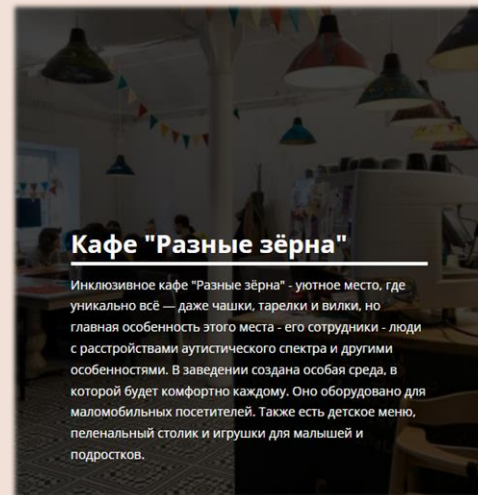 Кафе "Разные зёрна"
Инклюзивное кафе "Разные зёрна" - уютное место, где
уникально всё — даже чашки, тарелки и вилки, но
главная особенность этого места - его сотрудники - люди
с расстройствами аутистического спектра и другими
особенностями. В заведении создана особая среда, в
которой будет комфортно каждому. Оно оборудовано для
маломобильных посетителей. Также есть детское меню,
пеленальный столик и игрушки для малышей и
подростков.